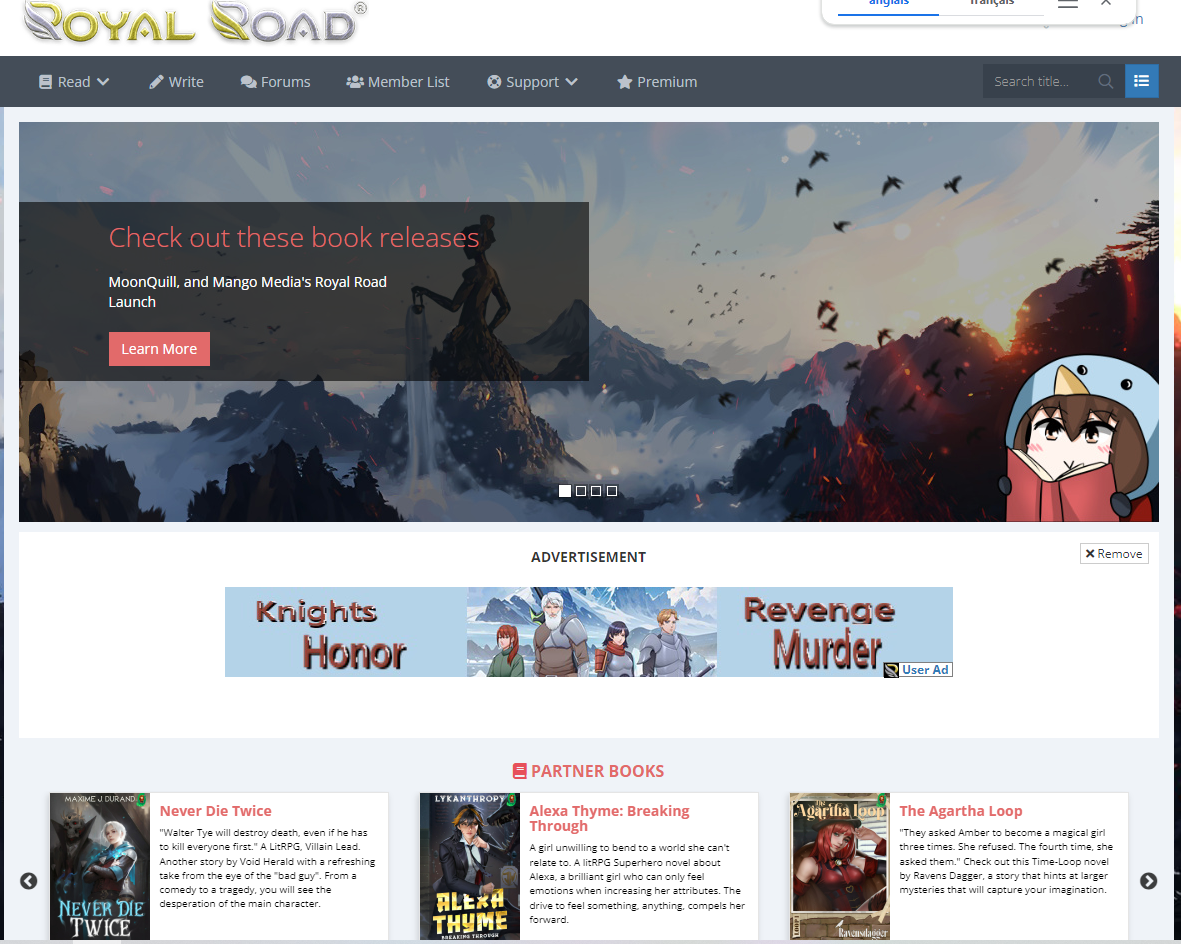 ROYAL ROAD®
anglais français
in
Read Write Forums Member List Support Premium Search title...
Check out these book releases
MoonQuill, and Mango Media's Royal Road
Launch
Learn More
ADVERTISEMENT
Remove
Knights
Honor
Revenge
Murder
User Ad
PARTNER BOOKS
MAXIME J. DURAND
NEVER DIE
TWICE
Never Die Twice
"Walter Tye will destroy death, even if he has
to kill everyone first." A LitRPG, Villain Lead.
Another story by Void Herald with a refreshing
take from the eye of the "bad guy". From a
comedy to a tragedy, you will see the
desperation of the main character.
LYKANTHROPY
ALEXA
THYME
BREAKING THROUGH
Alexa Thyme: Breaking
Through
A girl unwilling to bend to a world she can't
relate to. A litRPG Superhero novel about
Alexa, a brilliant girl who can only feel
emotions when increasing her attributes. The
drive to feel something, anything, compels her
forward.
The
Agartha loop
Ravensdagger
The Agartha Loop
"They asked Amber to become a magical girl
three times. She refused. The fourth time, she
asked them." Check out this Time-Loop novel
by Ravens Dagger, a story that hints at larger
mysteries that will capture your imagination.